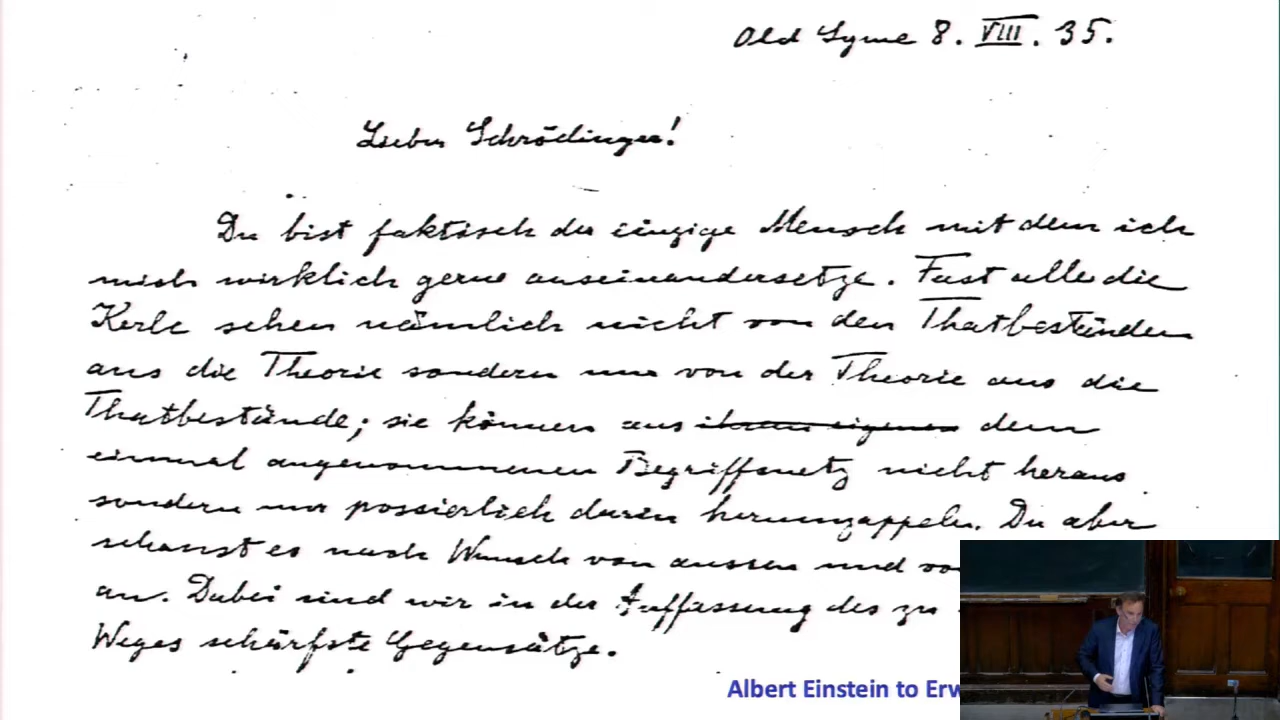 Old Lyme 8. VIII. 35.
Lieber Schrödinger!
Du bist faktisch der einzige Mensch mit dem ich
mich wirklich gerne auseinandersetze. Fast alle die
Kerle sehen nämlich nicht von den Thatbeständen
aus die Theorie sondern nur von der Theorie aus die
Thatbestände; sie können aus ihrem eigenen dem
einmal angenommenen Begriffsnetz nicht heraus
sondern nur possierlich darin herumzappeln. Du aber
schaust es nach Wunsch von aussen und vo
an. Dabei sind wir in der Auffassung des zu
Weges schärfste Gegensätze.
Albert Einstein to Erw